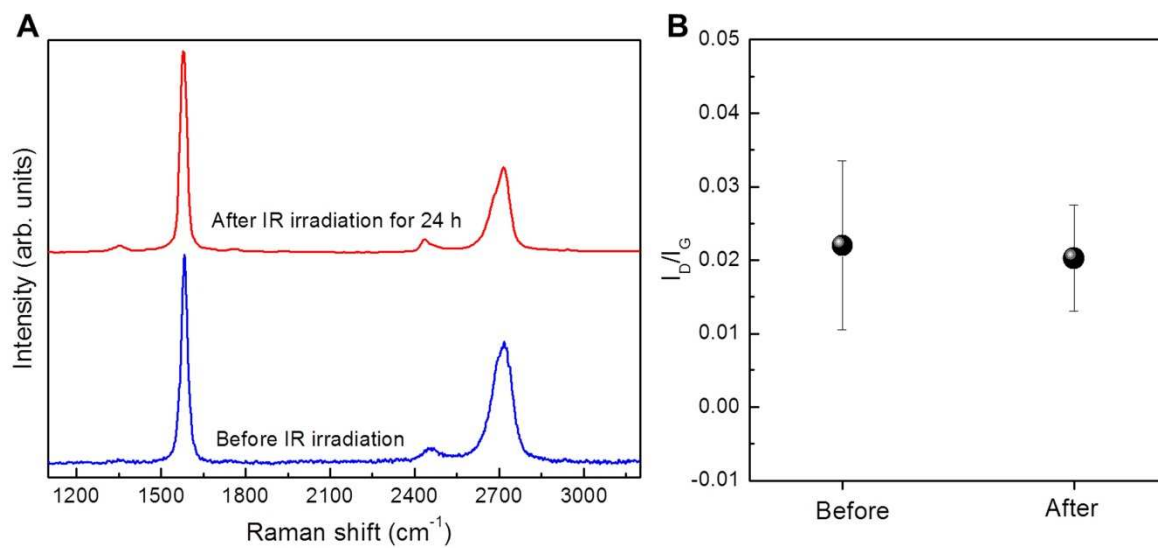 A
Intensity (arb. units)
After IR irradiation for 24 h
Before IR irradiation
1200 1500 1800 2100 2400 2700 3000
Raman shift (cm⁻¹)
B
I_D/I_G
0.05
0.04
0.03
0.02
0.01
0.00
-0.01
Before After